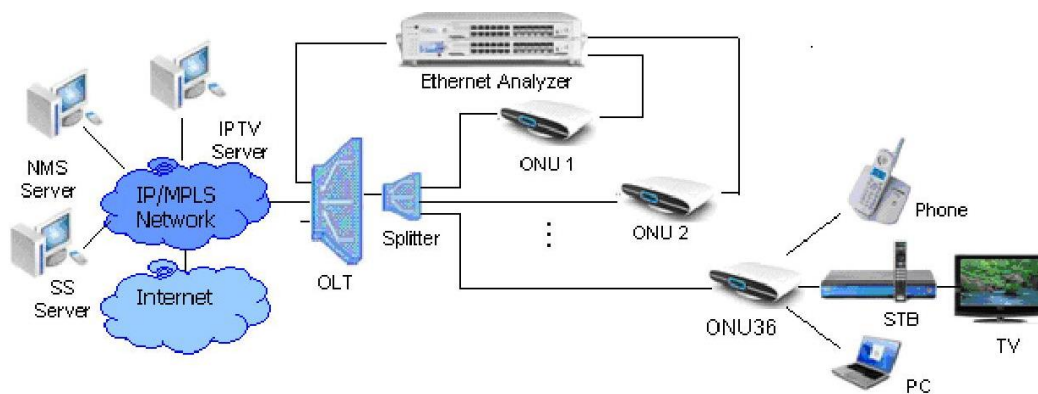 Ethernet Analyzer
IPTV
Server
NMS
Server
IP/MPLS
Network
SS
Server
Internet
OLT
Splitter
ONU 1
ONU 2
ONU36
Phone
STB
TV
PC